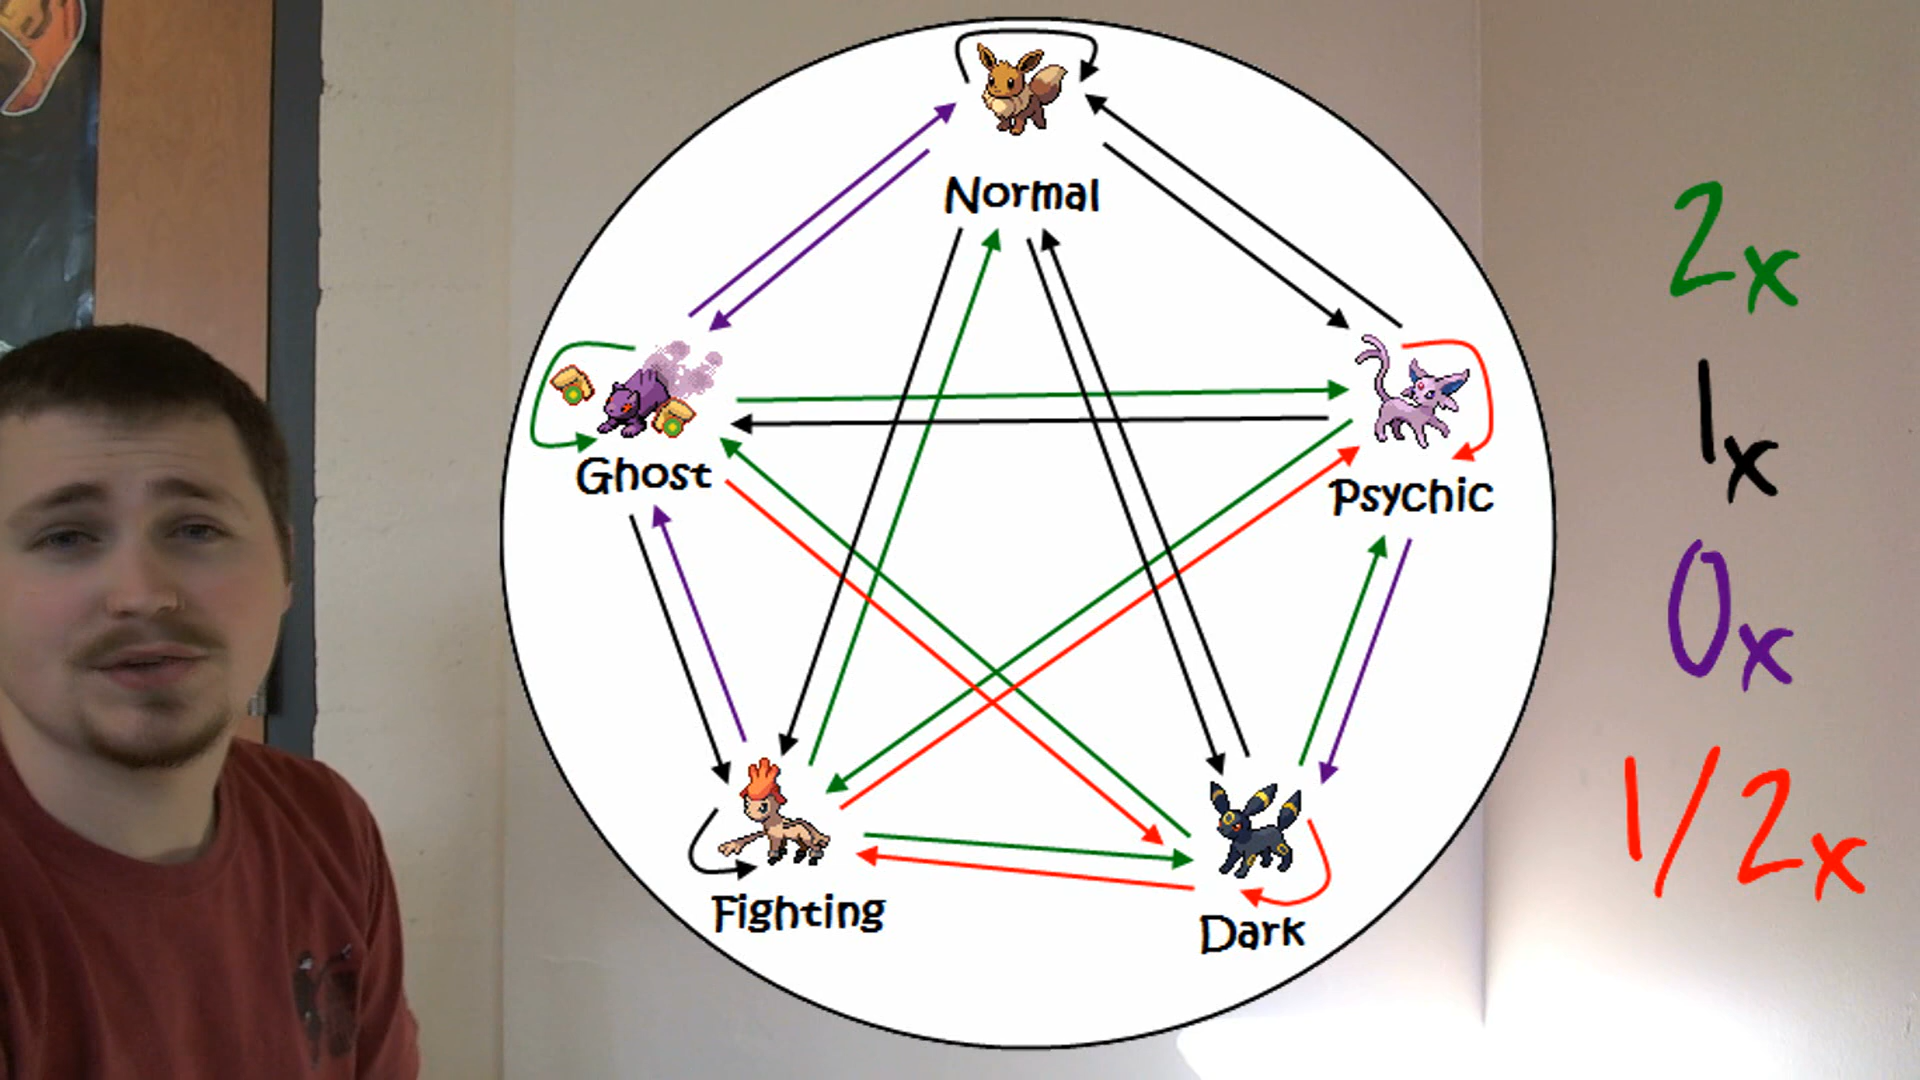 Normal
Ghost
Psychic
Fighting
Dark
2x
1x
0x
1/2x